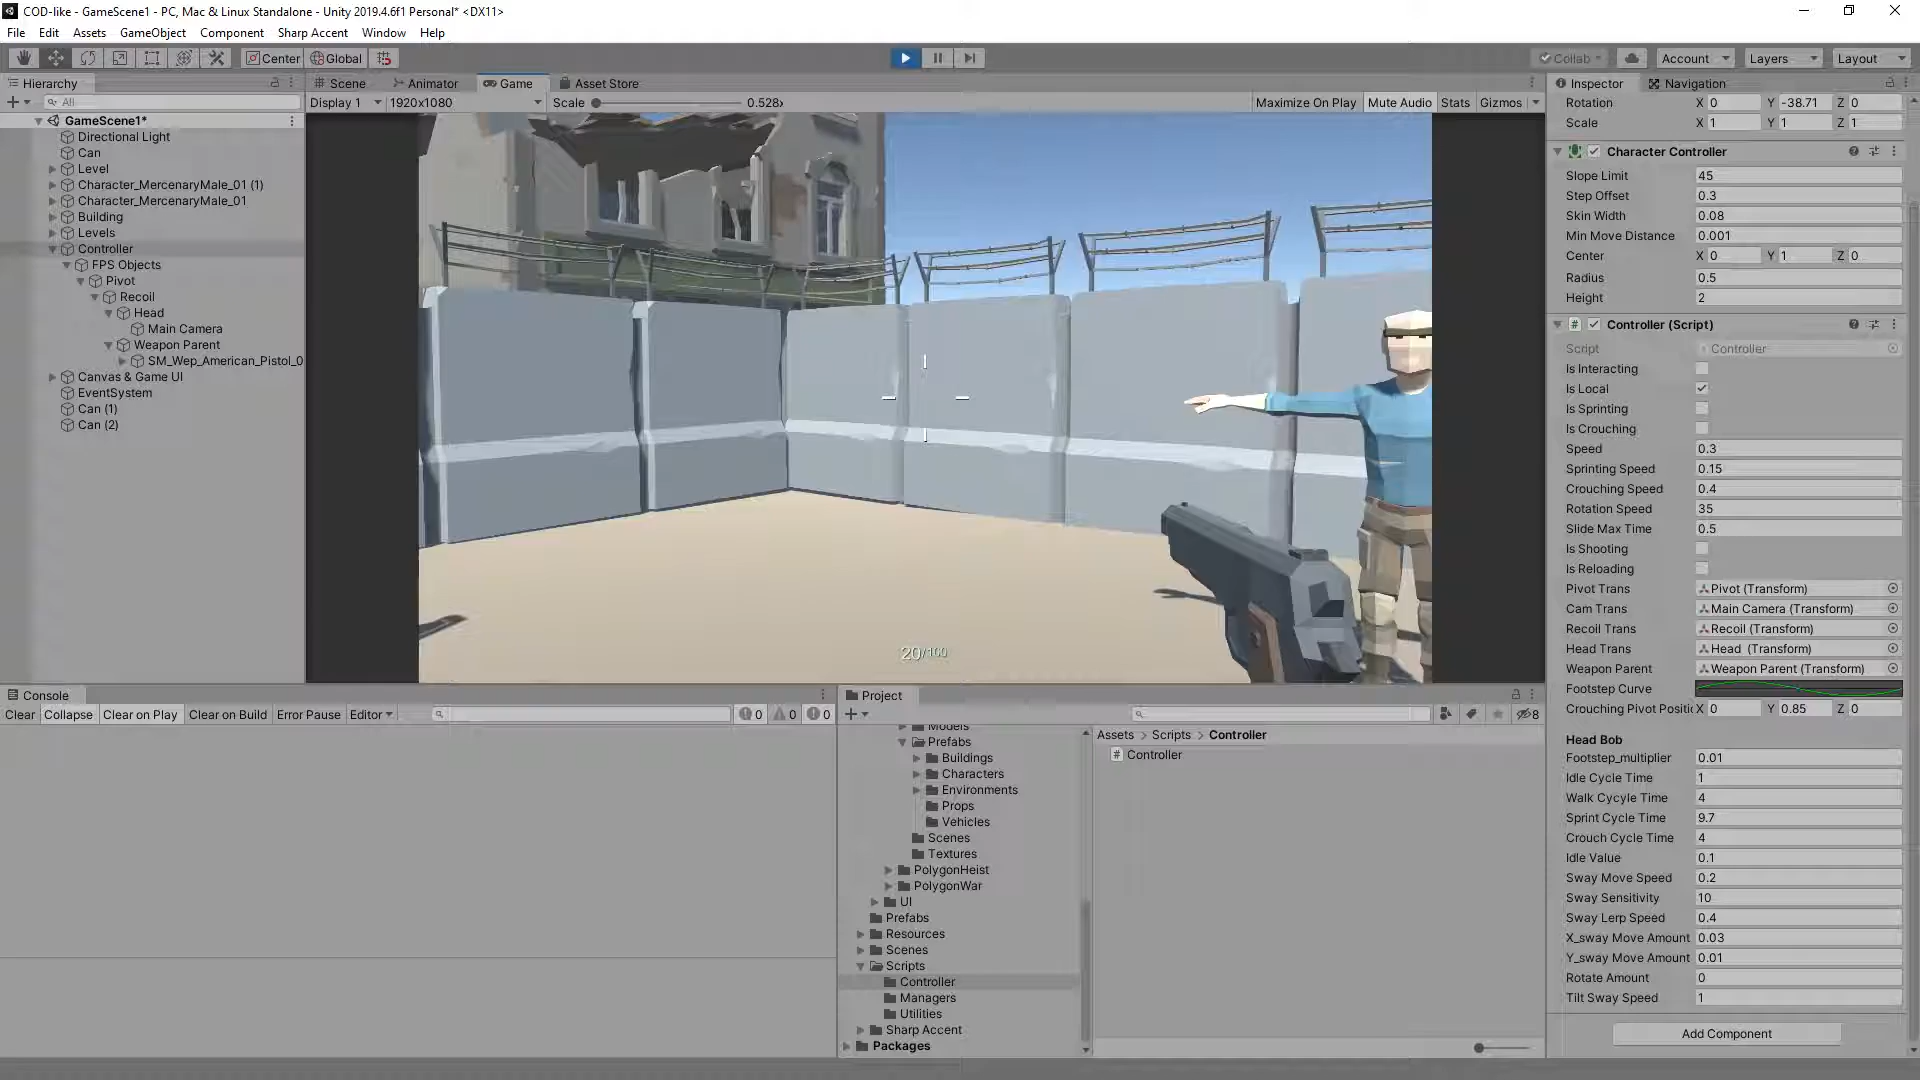 COD-like - GameScene1 - PC, Mac & Linux Standalone - Unity 2019.4.6f1 Personal* <DX11>
File Edit Assets GameObject Component Sharp Accent Window Help
Center Global Collab Account Layers Layout
Hierarchy
Scene Animator Game Asset Store
Inspector Navigation
All
Display 1 1920x1080 Scale 0.528x Maximize On Play Mute Audio Stats Gizmos
GameScene1*
Directional Light
Can
Level
Character_MercenaryMale_01 (1)
Character_MercenaryMale_01
Building
Levels
Controller
FPS Objects
Pivot
Recoil
Head
Main Camera
Weapon Parent
SM_Wep_American_Pistol_0
Canvas & Game UI
EventSystem
Can (1)
Can (2)
20/160
Rotation X 0 Y -38.71 Z 0
Scale X 1 Y 1 Z 1
Character Controller
Slope Limit 45
Step Offset 0.3
Skin Width 0.08
Min Move Distance 0.001
Center X 0 Y 1 Z 0
Radius 0.5
Height 2
# Controller (Script)
Script Controller
Is Interacting
Is Local
Is Sprinting
Is Crouching
Speed 0.3
Sprinting Speed 0.15
Crouching Speed 0.4
Rotation Speed 35
Slide Max Time 0.5
Is Shooting
Is Reloading
Pivot Trans Pivot (Transform)
Cam Trans Main Camera (Transform)
Recoil Trans Recoil (Transform)
Head Trans Head (Transform)
Weapon Parent Weapon Parent (Transform)
Footstep Curve
Crouching Pivot Positi X 0 Y 0.85 Z 0
Head Bob
Footstep_multiplier 0.01
Idle Cycle Time 1
Walk Cycyle Time 4
Sprint Cycle Time 9.7
Crouch Cycle Time 4
Idle Value 0.1
Sway Move Speed 0.2
Sway Sensitivity 10
Sway Lerp Speed 0.4
X_sway Move Amount 0.03
Y_sway Move Amount 0.01
Rotate Amount 0
Tilt Sway Speed 1
Add Component
Console
Clear Collapse Clear on Play Clear on Build Error Pause Editor 0 0 0
Project
8
Models
Prefabs
Buildings
Characters
Environments
Props
Vehicles
Scenes
Textures
PolygonHeist
PolygonWar
UI
Prefabs
Resources
Scenes
Scripts
Controller
Managers
Utilities
Sharp Accent
Packages
Assets > Scripts > Controller
# Controller